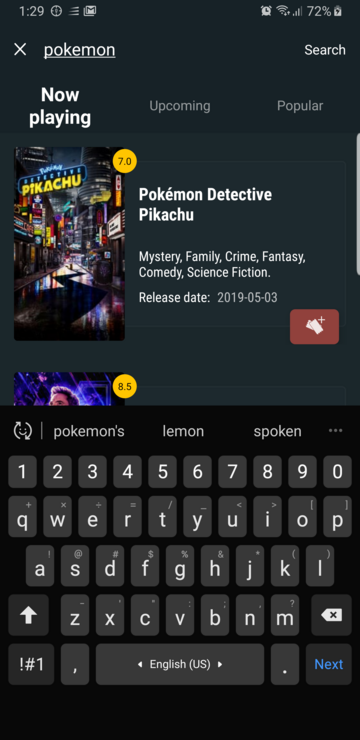 1:29 72%
pokemon Search
Now playing Upcoming Popular
7.0
POKÉMON
DETECTIVE
PIKACHU
Pokémon Detective
Pikachu
Mystery, Family, Crime, Fantasy,
Comedy, Science Fiction.
Release date: 2019-05-03
8.5
pokemon's lemon spoken
1 2 3 4 5 6 7 8 9 0
+ × ÷ = / _ < > [ ]
q w e r t y u i o p
! @ # $ % ^ & * ( )
a s d f g h j k l
- ' " : ; , ?
z x c v b n m
!#1 , English (US) . Next